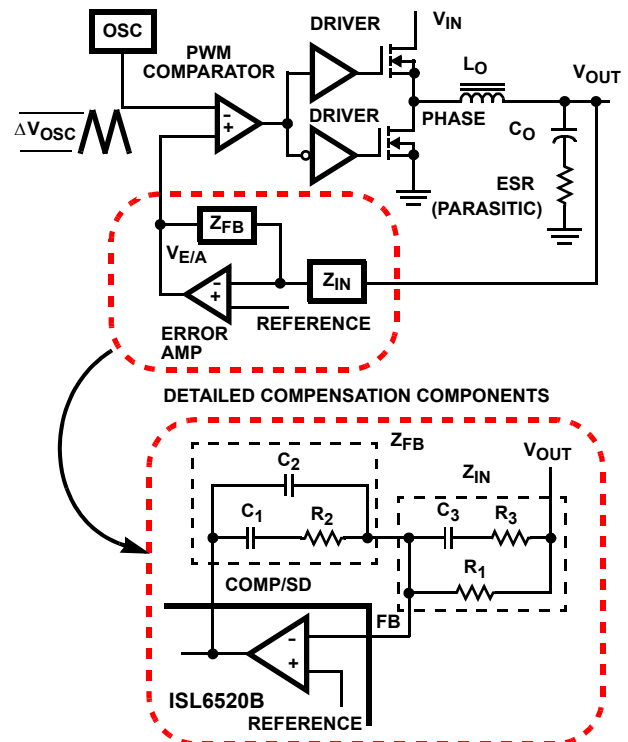 OSC
PWM
COMPARATOR
DRIVER
VIN
LO
VOUT
DRIVER
PHASE
CO
ΔVOSC
-
+
ESR
(PARASITIC)
ZFB
VE/A
-
+
ZIN
REFERENCE
ERROR
AMP
DETAILED COMPENSATION COMPONENTS
ZFB
VOUT
C2
ZIN
C1
R2
C3
R3
R1
COMP/SD
FB
-
+
ISL6520B
REFERENCE